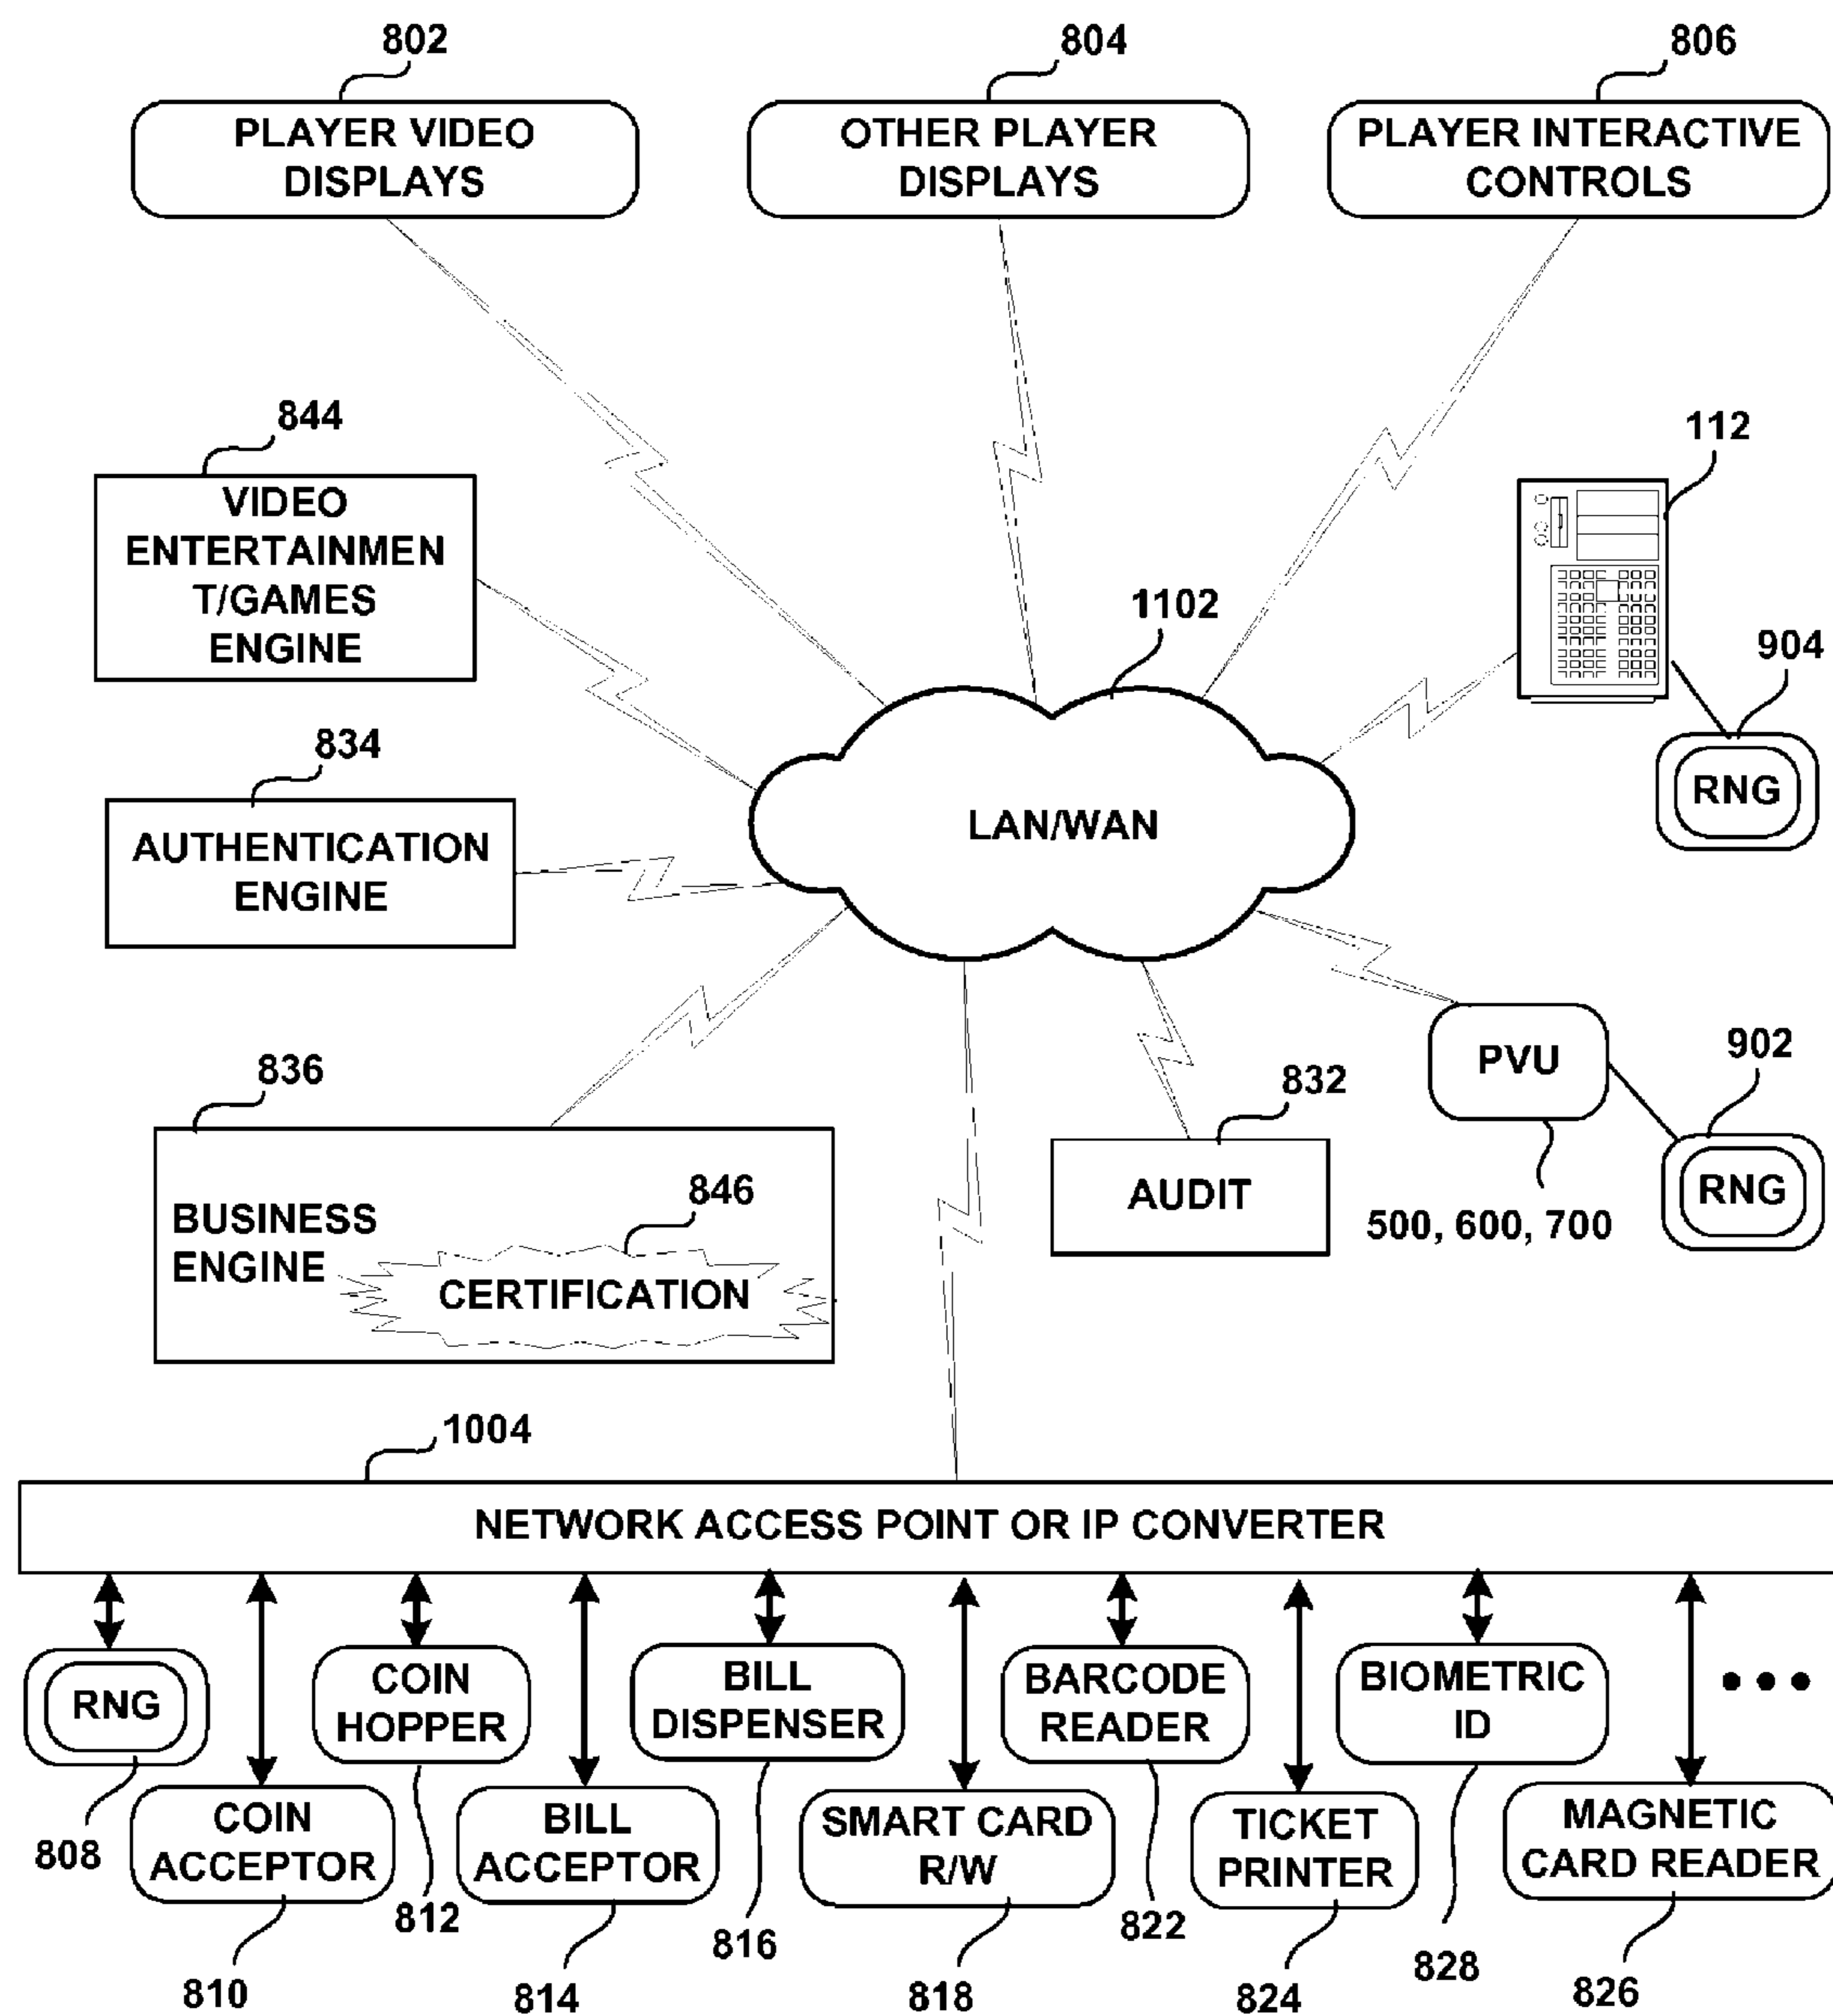 802
804
806
PLAYER VIDEO
DISPLAYS
OTHER PLAYER
DISPLAYS
PLAYER INTERACTIVE
CONTROLS
844
VIDEO
ENTERTAINMEN
T/GAMES
ENGINE
112
1102
904
RNG
834
AUTHENTICATION
ENGINE
LAN/WAN
836
BUSINESS
ENGINE
846
CERTIFICATION
832
AUDIT
PVU
500, 600, 700
902
RNG
1004
NETWORK ACCESS POINT OR IP CONVERTER
RNG
COIN
HOPPER
BILL
DISPENSER
BARCODE
READER
BIOMETRIC
ID
808
COIN
ACCEPTOR
812
BILL
ACCEPTOR
816
SMART CARD
R/W
822
TICKET
PRINTER
828
MAGNETIC
CARD READER
810
814
818
824
826